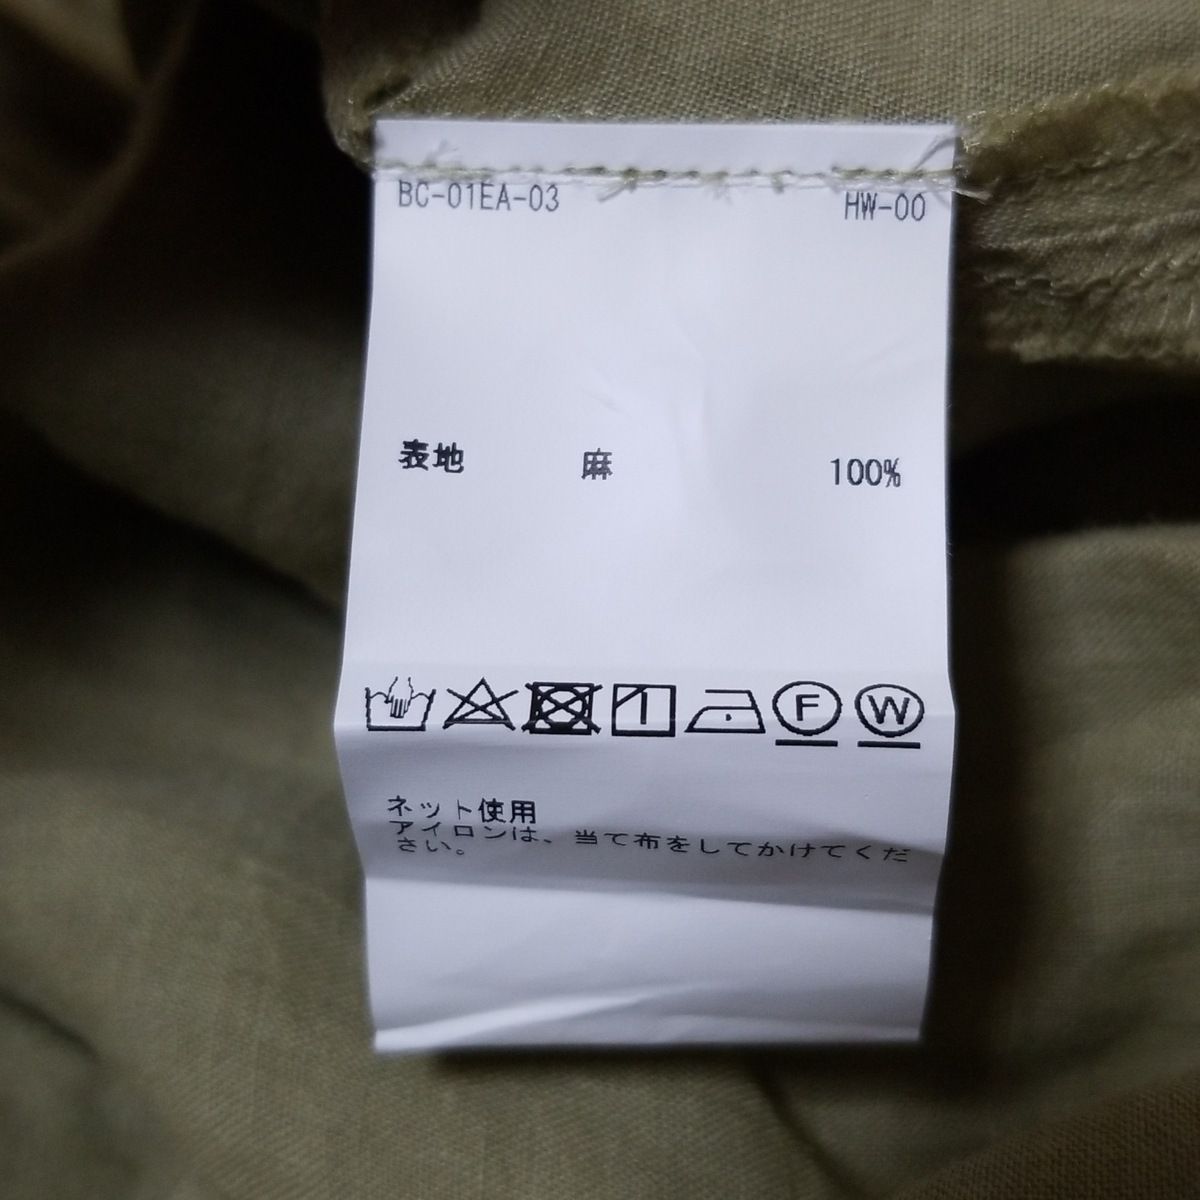 BC-01EA-03 HW-00
表地 麻 100%
F W
ネット使用
アイロンは、当て布をしてかけてくだ
さい。